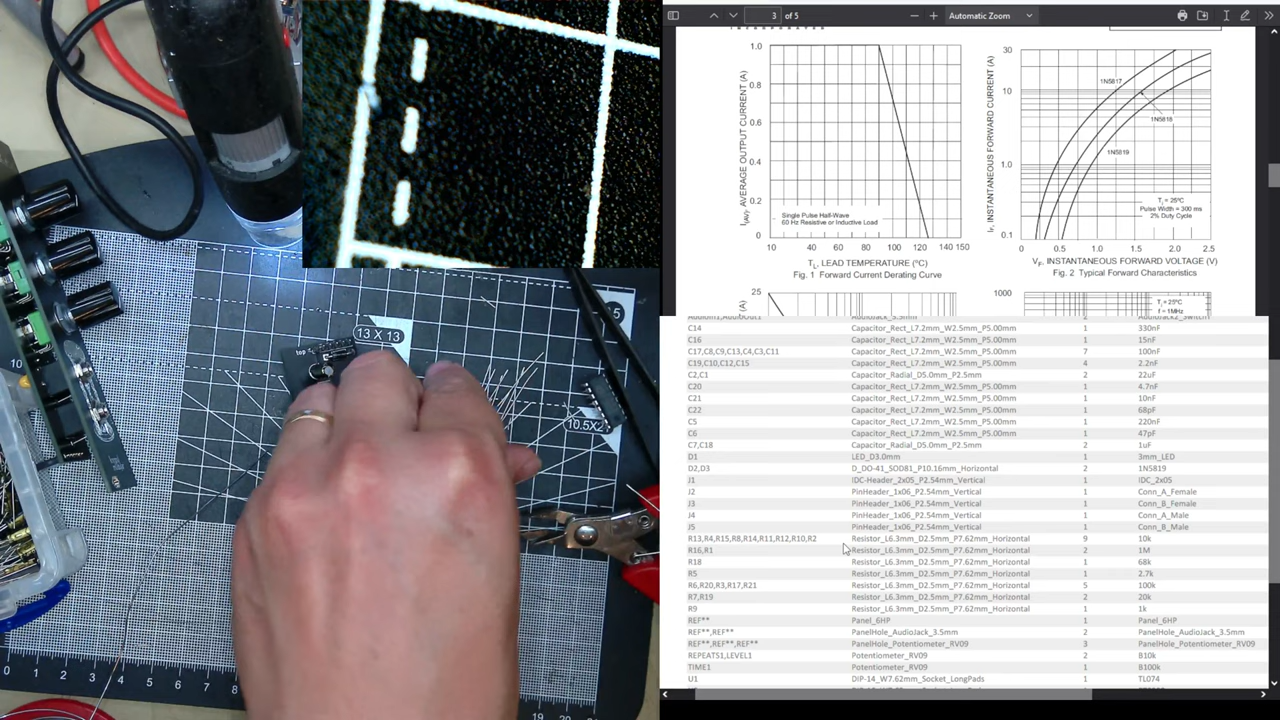 3 of 5
Automatic Zoom
1.0
0.8
0.6
0.4
0.2
0
10 40 60 80 100 120 140 150
AVERAGE OUTPUT CURRENT (A)
Single Pulse Half-Wave
60 Hz Resistive or Inductive Load
TL, LEAD TEMPERATURE (ºC)
Fig. 1 Forward Current Derating Curve
30
10
1.0
0.1
0 0.5 1.0 1.5 2.0 2.5
IF, INSTANTANEOUS FORWARD CURRENT (A)
1N5817
1N5818
1N5819
Tj = 25ºC
Pulse Width = 300 ms
2% Duty Cycle
VF, INSTANTANEOUS FORWARD VOLTAGE (V)
Fig. 2 Typical Forward Characteristics
25
(A)
1000
Tj = 25ºC
f = 1MHz
C14 Capacitor_Rect_L7.2mm_W2.5mm_P5.00mm 1 330nF
C16 Capacitor_Rect_L7.2mm_W2.5mm_P5.00mm 1 15nF
C17,C8,C9,C13,C4,C3,C11 Capacitor_Rect_L7.2mm_W2.5mm_P5.00mm 7 100nF
C19,C10,C12,C15 Capacitor_Rect_L7.2mm_W2.5mm_P5.00mm 4 2.2nF
C2,C1 Capacitor_Radial_D5.0mm_P2.5mm 2 22uF
C20 Capacitor_Rect_L7.2mm_W2.5mm_P5.00mm 1 4.7nF
C21 Capacitor_Rect_L7.2mm_W2.5mm_P5.00mm 1 10nF
C22 Capacitor_Rect_L7.2mm_W2.5mm_P5.00mm 1 68pF
C5 Capacitor_Rect_L7.2mm_W2.5mm_P5.00mm 1 220nF
C6 Capacitor_Rect_L7.2mm_W2.5mm_P5.00mm 1 47pF
C7,C18 Capacitor_Radial_D5.0mm_P2.5mm 2 1uF
D1 LED_D3.0mm 1 3mm_LED
D2,D3 D_DO-41_SOD81_P10.16mm_Horizontal 2 1N5819
J1 IDC-Header_2x05_P2.54mm_Vertical 1 IDC_2x05
J2 PinHeader_1x06_P2.54mm_Vertical 1 Conn_A_Female
J3 PinHeader_1x06_P2.54mm_Vertical 1 Conn_B_Female
J4 PinHeader_1x06_P2.54mm_Vertical 1 Conn_A_Male
J5 PinHeader_1x06_P2.54mm_Vertical 1 Conn_B_Male
R13,R4,R15,R8,R14,R11,R12,R10,R2 Resistor_L6.3mm_D2.5mm_P7.62mm_Horizontal 9 10k
R16,R1 Resistor_L6.3mm_D2.5mm_P7.62mm_Horizontal 2 1M
R18 Resistor_L6.3mm_D2.5mm_P7.62mm_Horizontal 1 68k
R5 Resistor_L6.3mm_D2.5mm_P7.62mm_Horizontal 1 2.7k
R6,R20,R3,R17,R21 Resistor_L6.3mm_D2.5mm_P7.62mm_Horizontal 5 100k
R7,R19 Resistor_L6.3mm_D2.5mm_P7.62mm_Horizontal 2 20k
R9 Resistor_L6.3mm_D2.5mm_P7.62mm_Horizontal 1 1k
REF** Panel_6HP 1 Panel_6HP
REF**,REF** PanelHole_AudioJack_3.5mm 2 PanelHole_AudioJack_3.5mm
REF**,REF**,REF** PanelHole_Potentiometer_RV09 3 PanelHole_Potentiometer_RV09
REPEATS1,LEVEL1 Potentiometer_RV09 2 B10k
TIME1 Potentiometer_RV09 1 B100k
U1 DIP-14_W7.62mm_Socket_LongPads 1 TL074
13 X 13
10.5X2
top
0 1 2 3 4 5 6 7 8
19 20